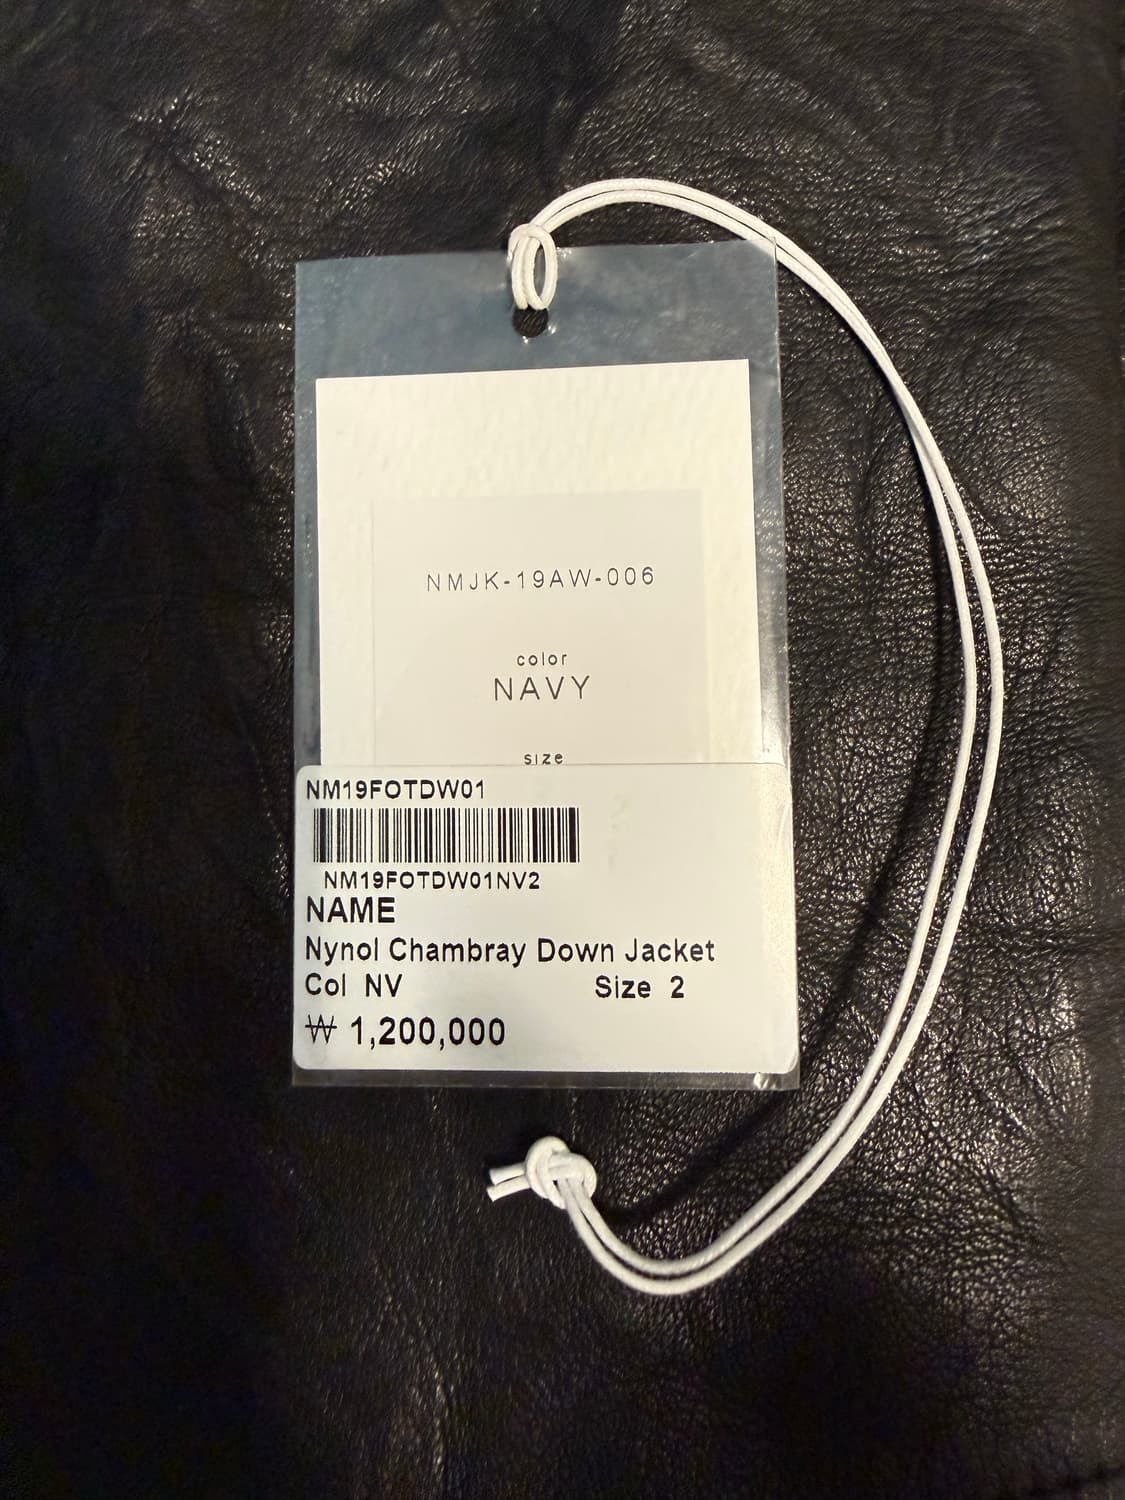 NMJK-19AW-006
color
NAVY
size
NM19FOTDW01
NM19FOTDW01NV2
NAME
Nynol Chambray Down Jacket
Col NV Size 2
₩ 1,200,000